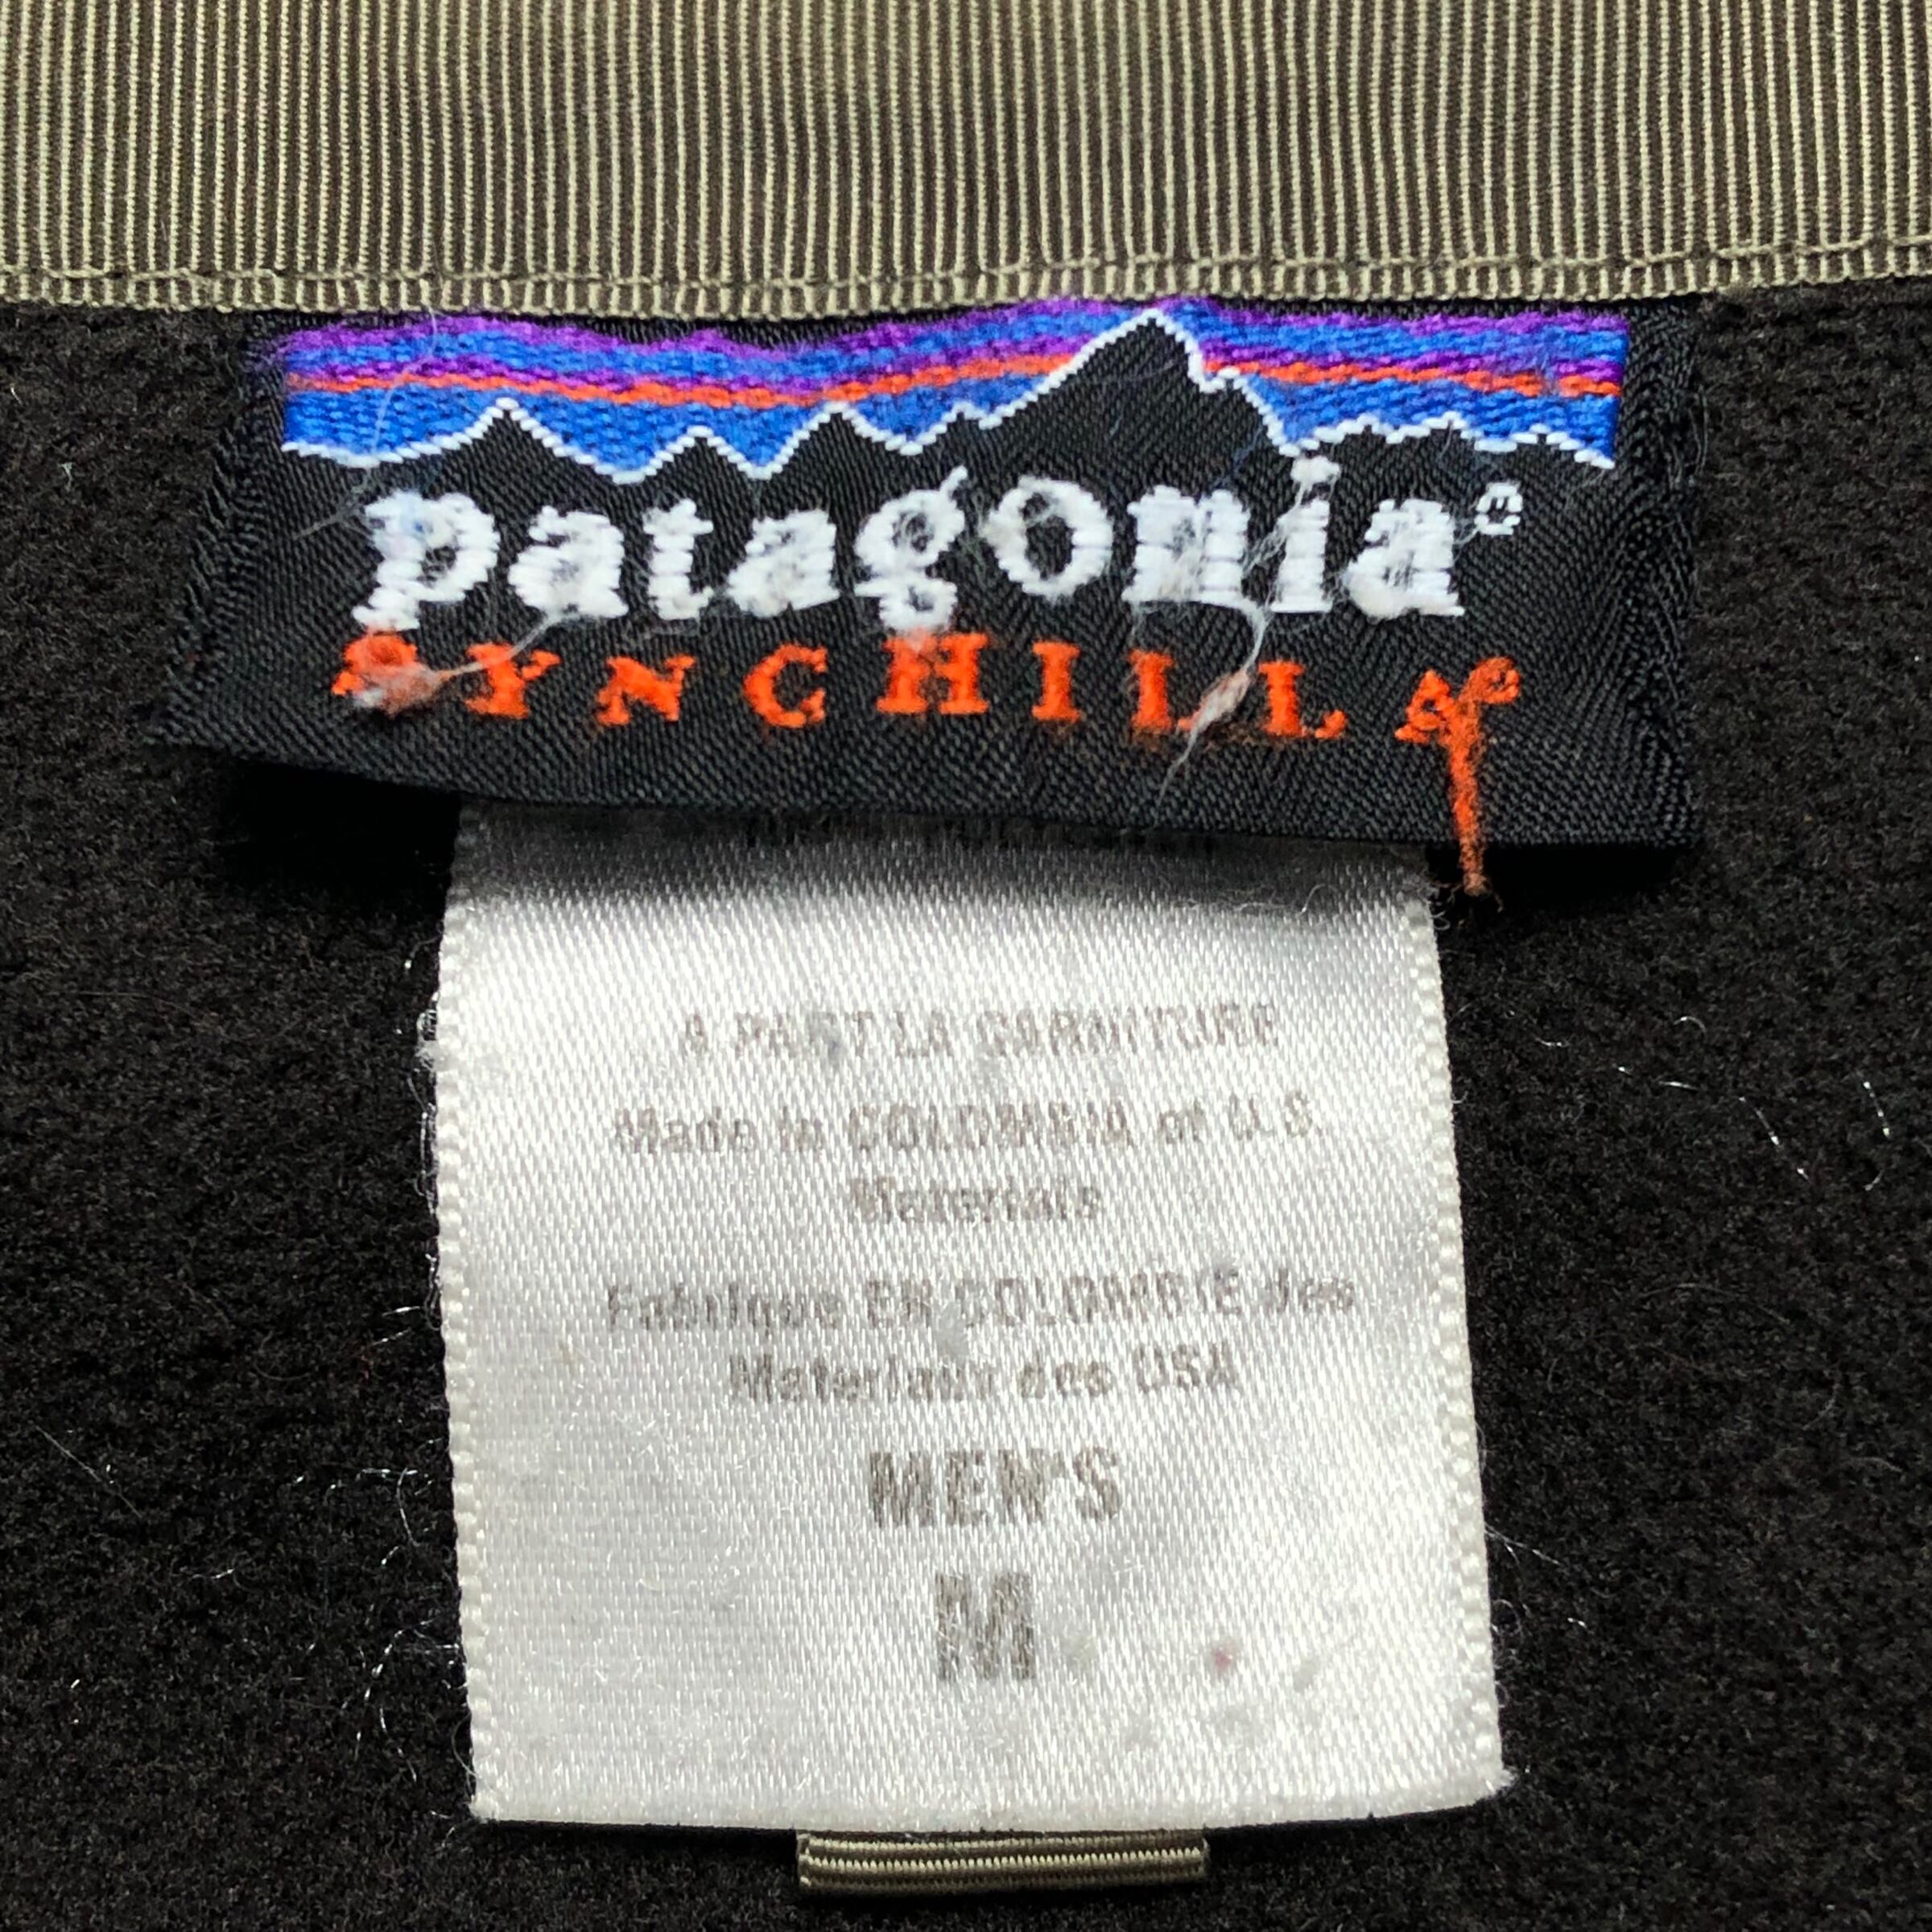 patagonia®
SYNCHILLA®
A PART LA GARNITURE
Made in COLOMBIA of U.S.
Materials
Fabrique EN COLOMBIE des
Materiaux des USA
MEN'S
M